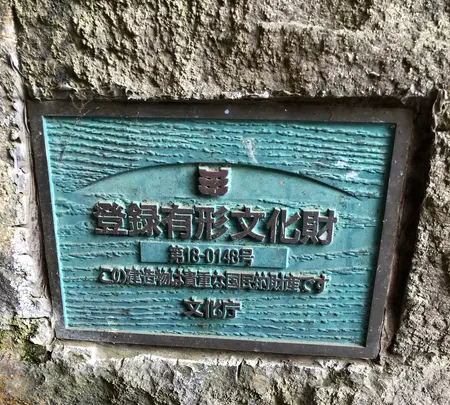 登録有形文化財
第18-0148号
この建造物は貴重な国民的財産です
文化庁